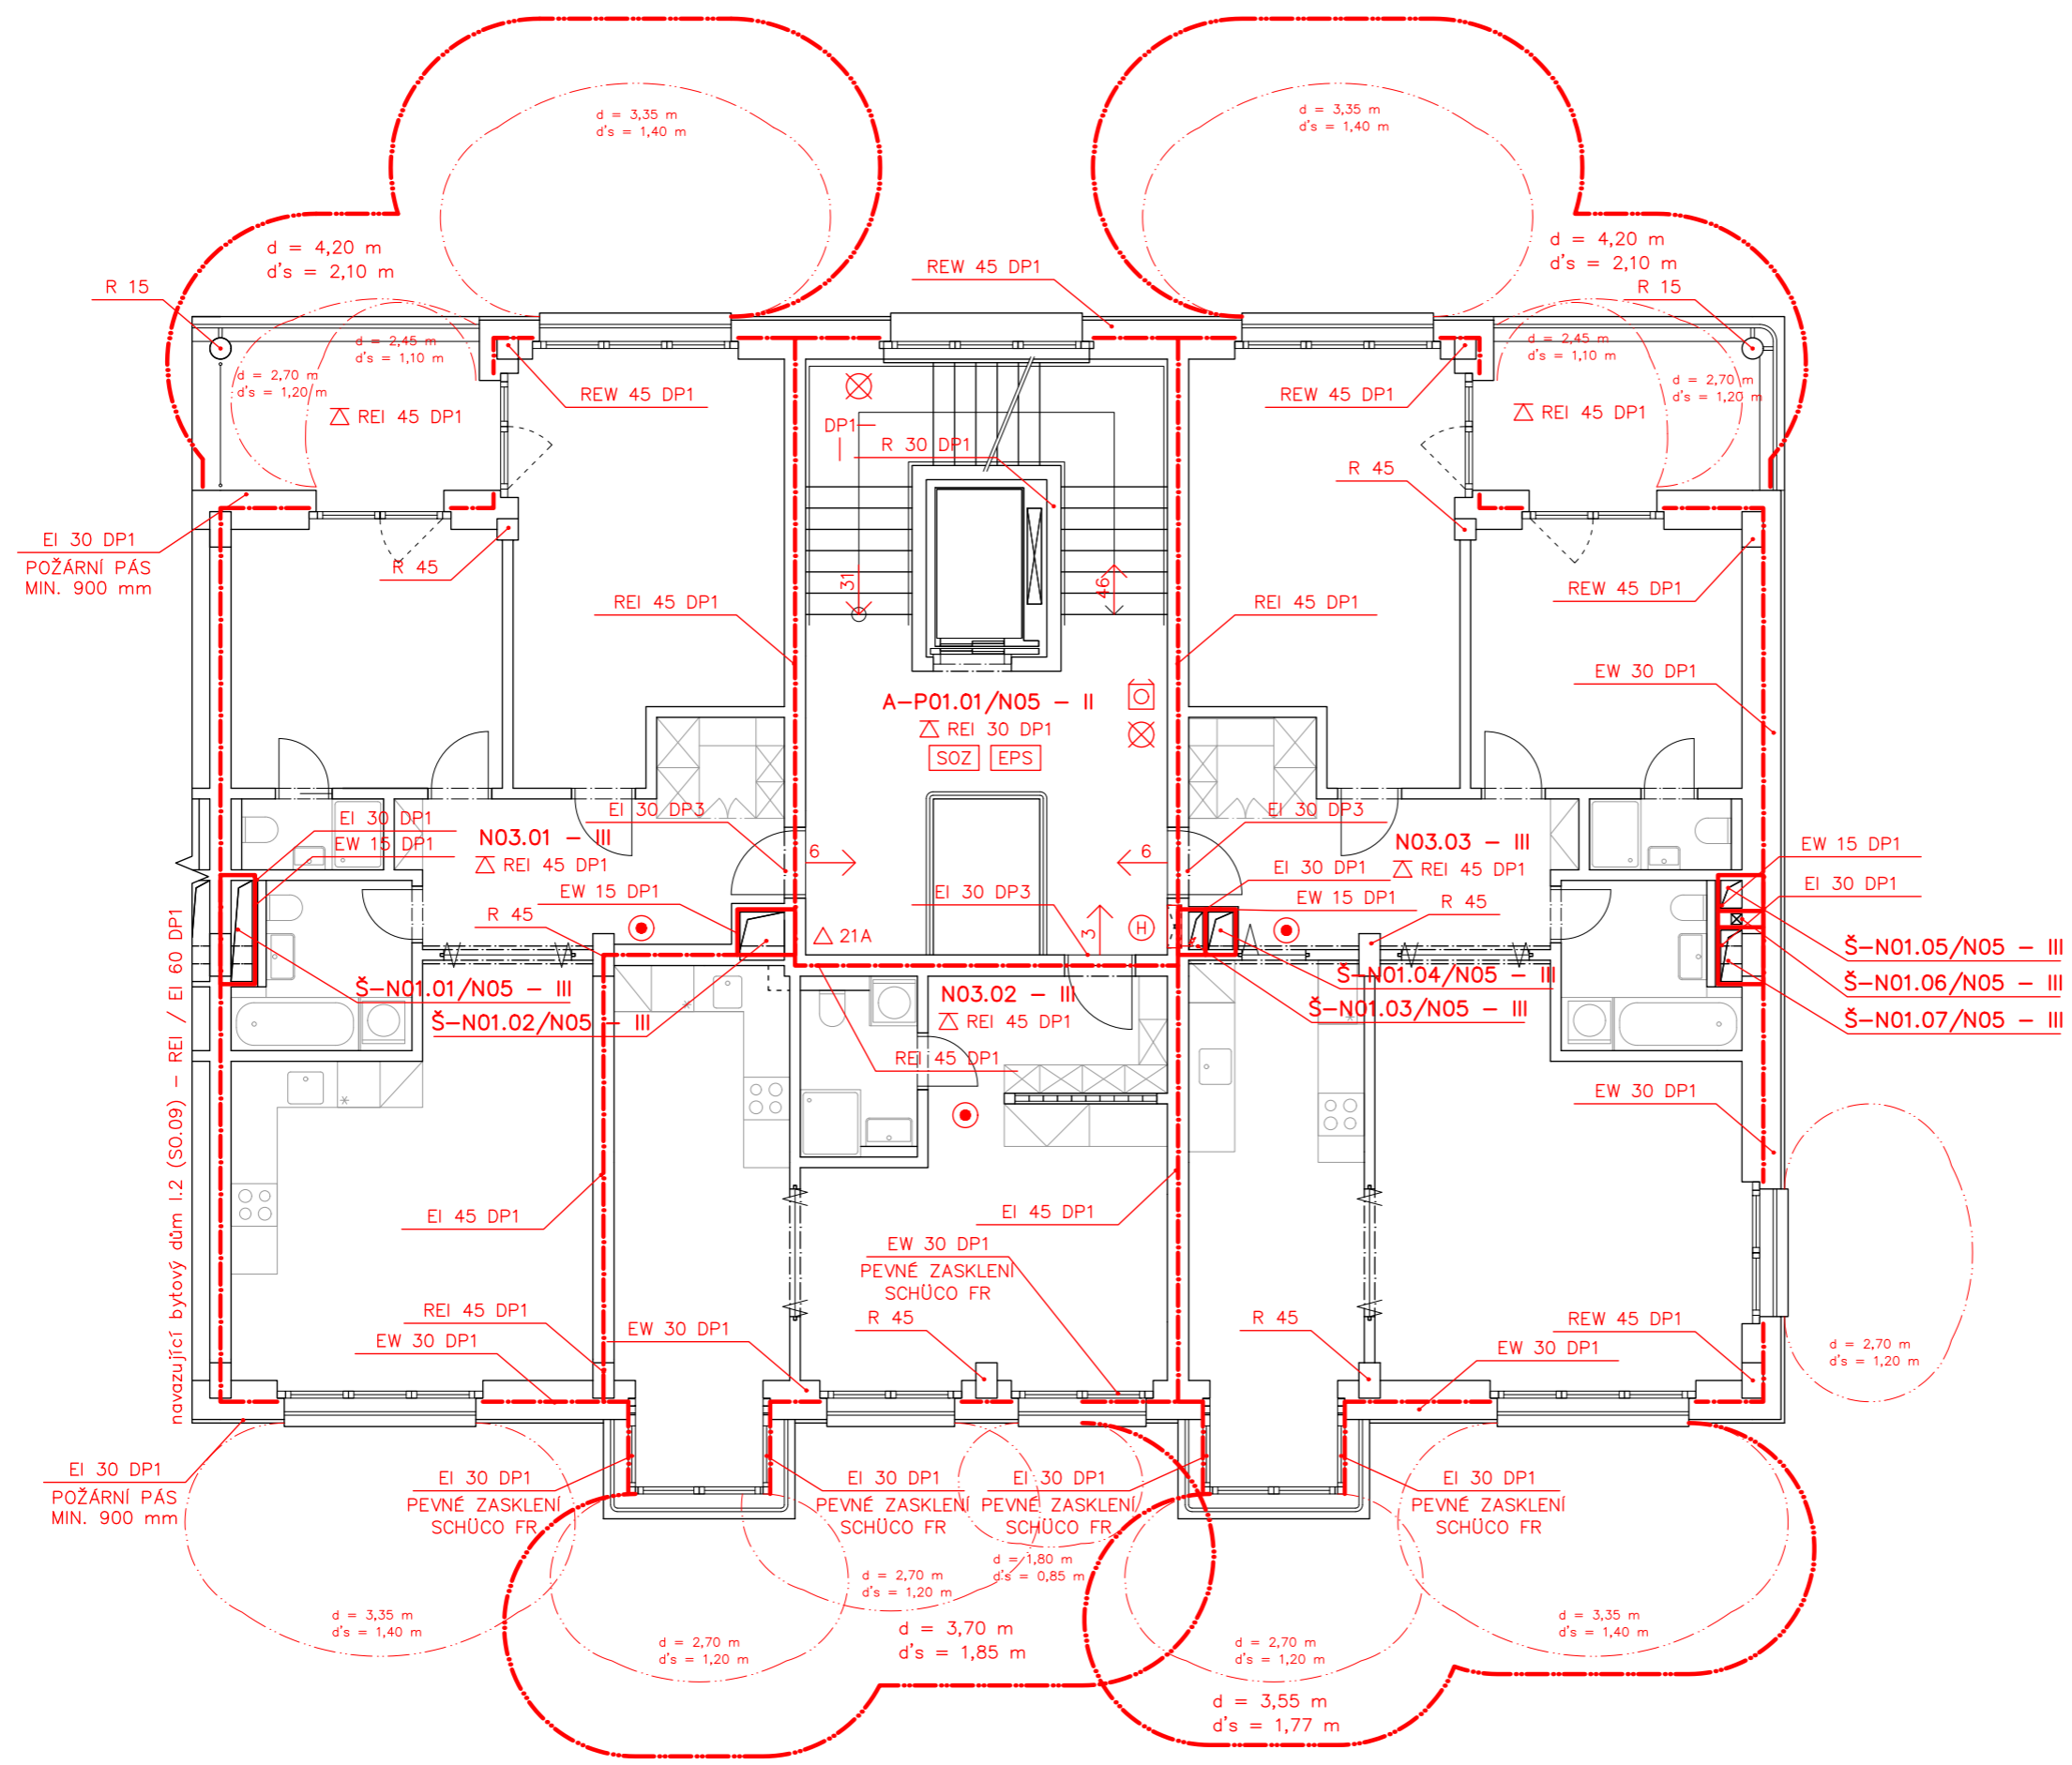 d = 3,35 m
d's = 1,40 m
d = 3,35 m
d's = 1,40 m
d = 4,20 m
d's = 2,10 m
d = 4,20 m
d's = 2,10 m
R 15
REW 45 DP1
R 15
d = 2,45 m
d's = 1,10 m
d = 2,70 m
d's = 1,20 m
REI 45 DP1
REW 45 DP1
DP1
R 30 DP1
REW 45 DP1
d = 2,45 m
d's = 1,10 m
d = 2,70 m
d's = 1,20 m
REI 45 DP1
R 45
EI 30 DP1
POŽÁRNÍ PÁS
MIN. 900 mm
R 45
31
46
REI 45 DP1
REI 45 DP1
REW 45 DP1
EW 30 DP1
A–P01.01/N05 – II
REI 30 DP1
SOZ
EPS
EI 30 DP1
EW 15 DP1
N03.01 – III
REI 45 DP1
EI 30 DP3
6
6
EI 30 DP3
N03.03 – III
REI 45 DP1
EW 15 DP1
EI 30 DP1
EW 15 DP1
R 45
EI 30 DP3
EI 30 DP1
EW 15 DP1
R 45
21A
3
H
Š–N01.01/N05 – III
Š–N01.02/N05 – III
N03.02 – III
REI 45 DP1
REI 45 DP1
Š–N01.04/N05 – III
Š–N01.03/N05 – III
Š–N01.05/N05 – III
Š–N01.06/N05 – III
Š–N01.07/N05 – III
navazující bytový dům I.2 (SO.09) – REI / EI 60 DP1
EW 30 DP1
EI 45 DP1
EI 45 DP1
EW 30 DP1
PEVNÉ ZASKLENÍ
SCHÜCO FR
REI 45 DP1
EW 30 DP1
EW 30 DP1
R 45
R 45
REW 45 DP1
EW 30 DP1
d = 2,70 m
d's = 1,20 m
EI 30 DP1
POŽÁRNÍ PÁS
MIN. 900 mm
EI 30 DP1
PEVNÉ ZASKLENÍ
SCHÜCO FR
EI 30 DP1
PEVNÉ ZASKLENÍ
SCHÜCO FR
EI 30 DP1
PEVNÉ ZASKLENÍ
SCHÜCO FR
EI 30 DP1
PEVNÉ ZASKLENÍ
SCHÜCO FR
d = 1,80 m
d's = 0,85 m
d = 2,70 m
d's = 1,20 m
d = 3,35 m
d's = 1,40 m
d = 2,70 m
d's = 1,20 m
d = 3,70 m
d's = 1,85 m
d = 2,70 m
d's = 1,20 m
d = 3,35 m
d's = 1,40 m
d = 3,55 m
d's = 1,77 m